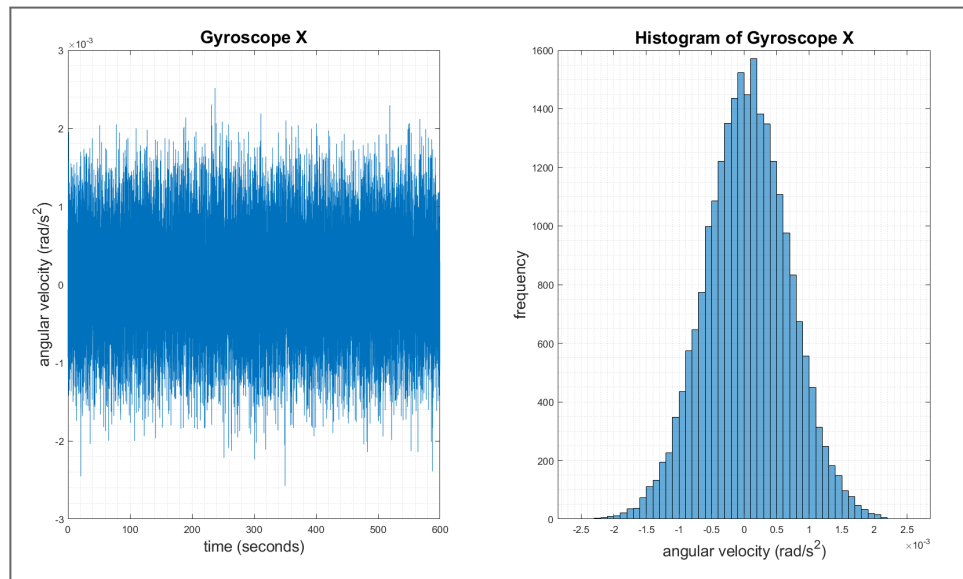 Gyroscope X
×10⁻³
3
2
1
0
-1
-2
-3
angular velocity (rad/s²)
0 100 200 300 400 500 600
time (seconds)
Histogram of Gyroscope X
1600
1400
1200
1000
800
600
400
200
0
frequency
-2.5 -2 -1.5 -1 -0.5 0 0.5 1 1.5 2 2.5
angular velocity (rad/s²)
×10⁻³